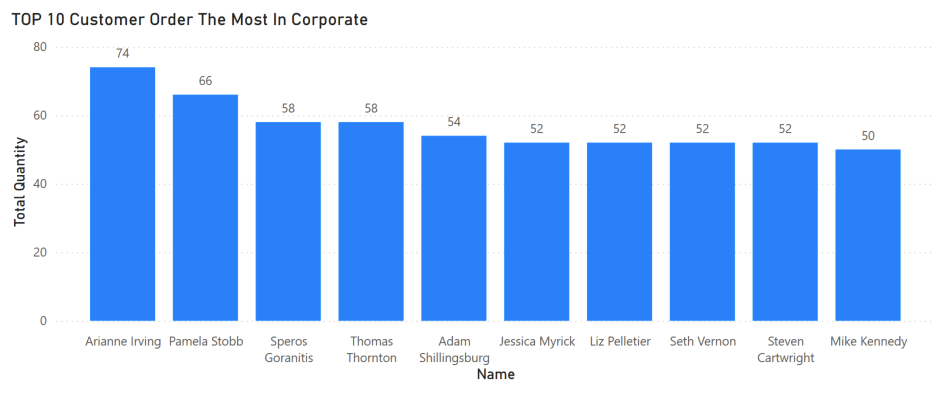 TOP 10 Customer Order The Most In Corporate
80
60
40
20
0
Total Quantity
74
66
58
58
54
52
52
52
52
50
Arianne Irving
Pamela Stobb
Speros
Goranitis
Thomas
Thornton
Adam
Shillingsburg
Jessica Myrick
Liz Pelletier
Seth Vernon
Steven
Cartwright
Mike Kennedy
Name